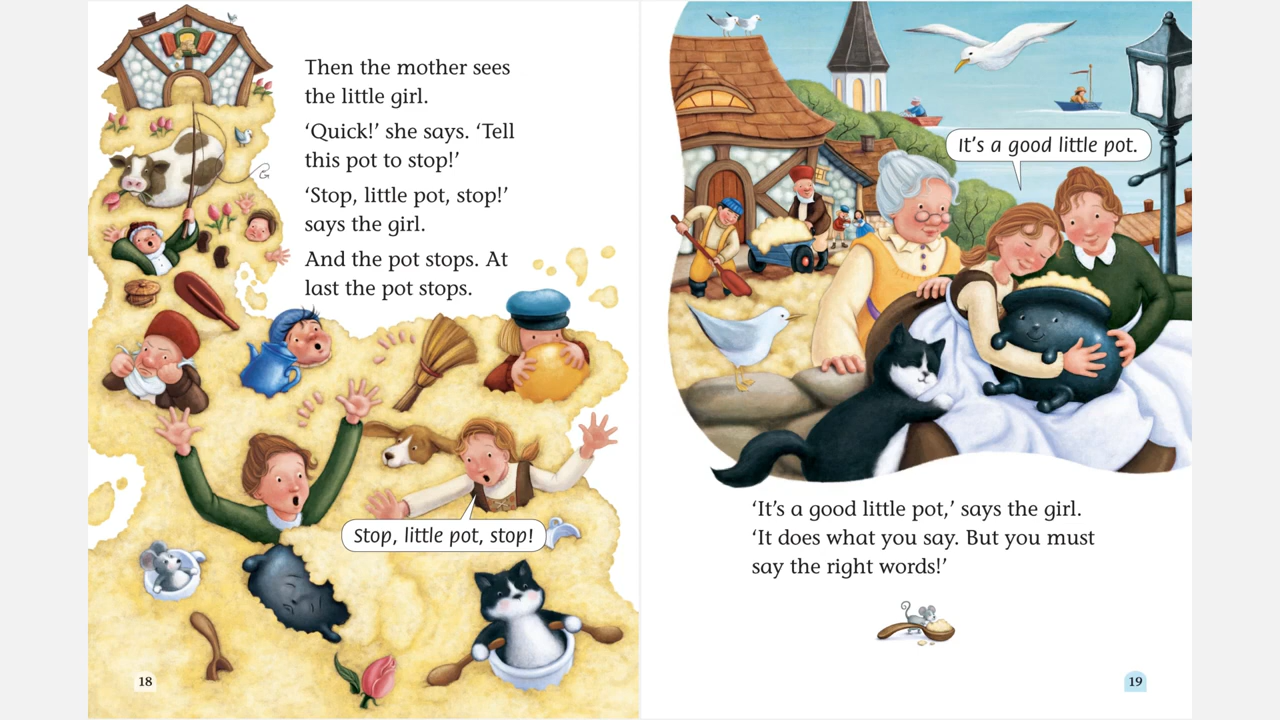 Then the mother sees
the little girl.
‘Quick!’ she says. ‘Tell
this pot to stop!’
‘Stop, little pot, stop!’
says the girl.
And the pot stops. At
last the pot stops.
Stop, little pot, stop!
18
It’s a good little pot.
‘It’s a good little pot,’ says the girl.
‘It does what you say. But you must
say the right words!’
19